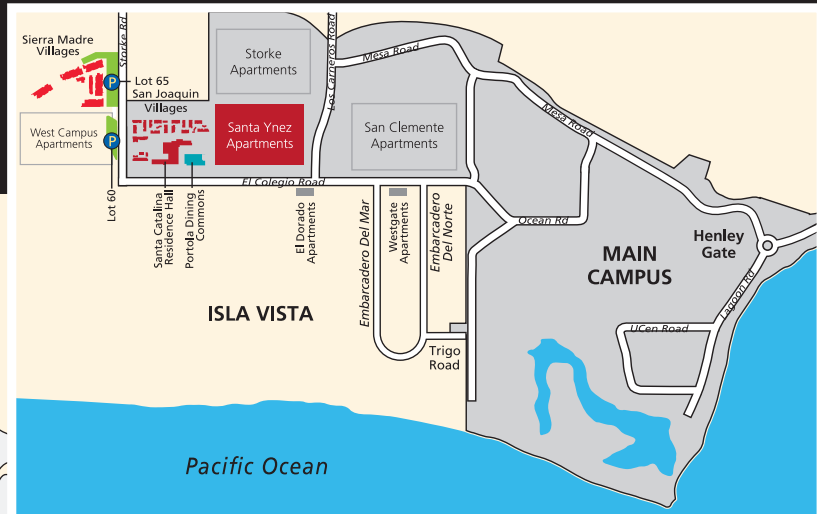 Sierra Madre
Villages
Storke Rd
P
Lot 65
San Joaquin
Villages
West Campus
Apartments
P
Lot 60
Storke
Apartments
Los Carneros Road
Mesa Road
Santa Ynez
Apartments
San Clemente
Apartments
Mesa Road
El Colegio Road
Santa Catalina
Residence Hall
Portola Dining
Commons
El Dorado
Apartments
Embarcadero Del Mar
Westgate
Apartments
Embarcadero
Del Norte
Ocean Rd
MAIN
CAMPUS
Henley
Gate
Lagoon Rd
UCen Road
ISLA VISTA
Trigo
Road
Pacific Ocean